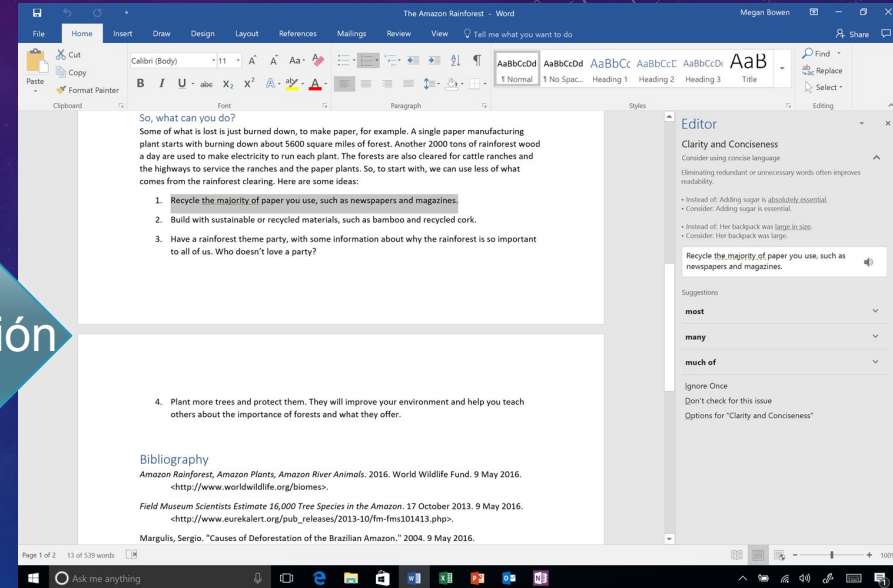 The Amazon Rainforest - Word
Megan Bowen
File Home Insert Draw Design Layout References Mailings Review View Tell me what you want to do Share
Paste
Cut
Copy
Format Painter
Clipboard
Calibri (Body) 11 A A Aa
B I U abc X₂ X² A aby A
Font
Paragraph
AaBbCcDd AaBbCcDd AaBbCc AaBbCcC AaBbCcDc AaB
¶ Normal ¶ No Spac... Heading 1 Heading 2 Heading 3 Title
Styles
Find
Replace
Select
Editing
ión
So, what can you do?
Some of what is lost is just burned down, to make paper, for example. A single paper manufacturing
plant starts with burning down about 5600 square miles of forest. Another 2000 tons of rainforest wood
a day are used to make electricity to run each plant. The forests are also cleared for cattle ranches and
the highways to service the ranches and the paper plants. So, to start with, we can use less of what
comes from the rainforest clearing. Here are some ideas:
1. Recycle the majority of paper you use, such as newspapers and magazines.
2. Build with sustainable or recycled materials, such as bamboo and recycled cork.
3. Have a rainforest theme party, with some information about why the rainforest is so important
to all of us. Who doesn't love a party?
4. Plant more trees and protect them. They will improve your environment and help you teach
others about the importance of forests and what they offer.
Bibliography
Amazon Rainforest, Amazon Plants, Amazon River Animals. 2016. World Wildlife Fund. 9 May 2016.
<http://www.worldwildlife.org/biomes>.
Field Museum Scientists Estimate 16,000 Tree Species in the Amazon. 17 October 2013. 9 May 2016.
<http://www.eurekalert.org/pub_releases/2013-10/fm-fms101413.php>.
Margulis, Sergio. "Causes of Deforestation of the Brazilian Amazon." 2004. 9 May 2016.
Editor
Clarity and Conciseness
Consider using concise language
Eliminating redundant or unnecessary words often improves
readability.
• Instead of: Adding sugar is absolutely essential.
• Consider: Adding sugar is essential.
• Instead of: Her backpack was large in size.
• Consider: Her backpack was large.
Recycle the majority of paper you use, such as
newspapers and magazines.
Suggestions
most
many
much of
Ignore Once
Don't check for this issue
Options for "Clarity and Conciseness"
Page 1 of 2 13 of 539 words
100%
Ask me anything